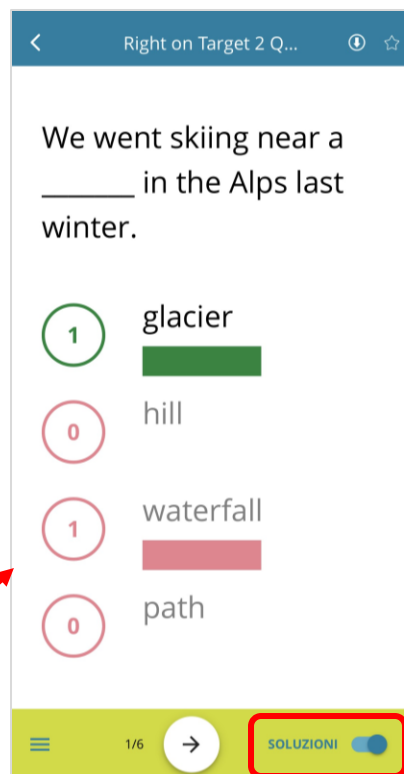 Right on Target 2 Q...
We went skiing near a
_______ in the Alps last
winter.
1 glacier
0 hill
1 waterfall
0 path
1/6 SOLUZIONI